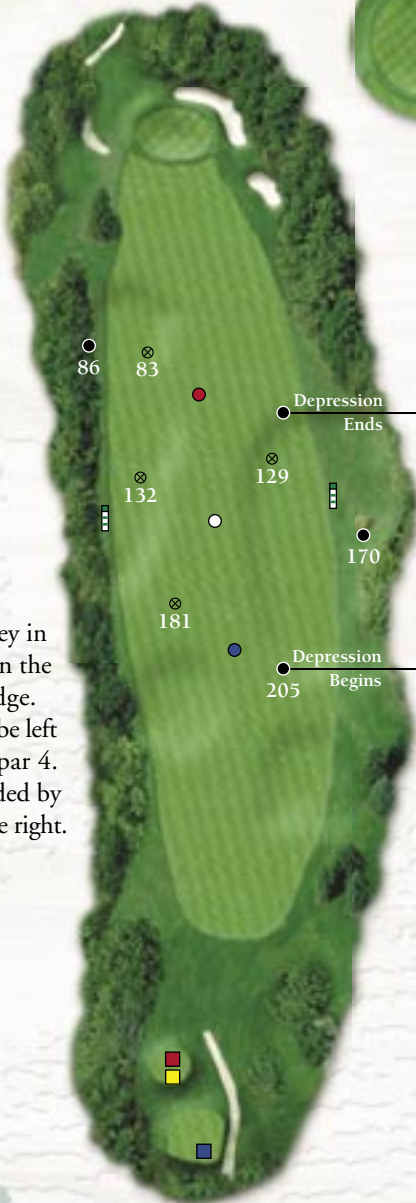 86
83
Depression
Ends
129
132
170
181
Depression
Begins
205
ey in
n the
dge.
be left
par 4.
ded by
e right.